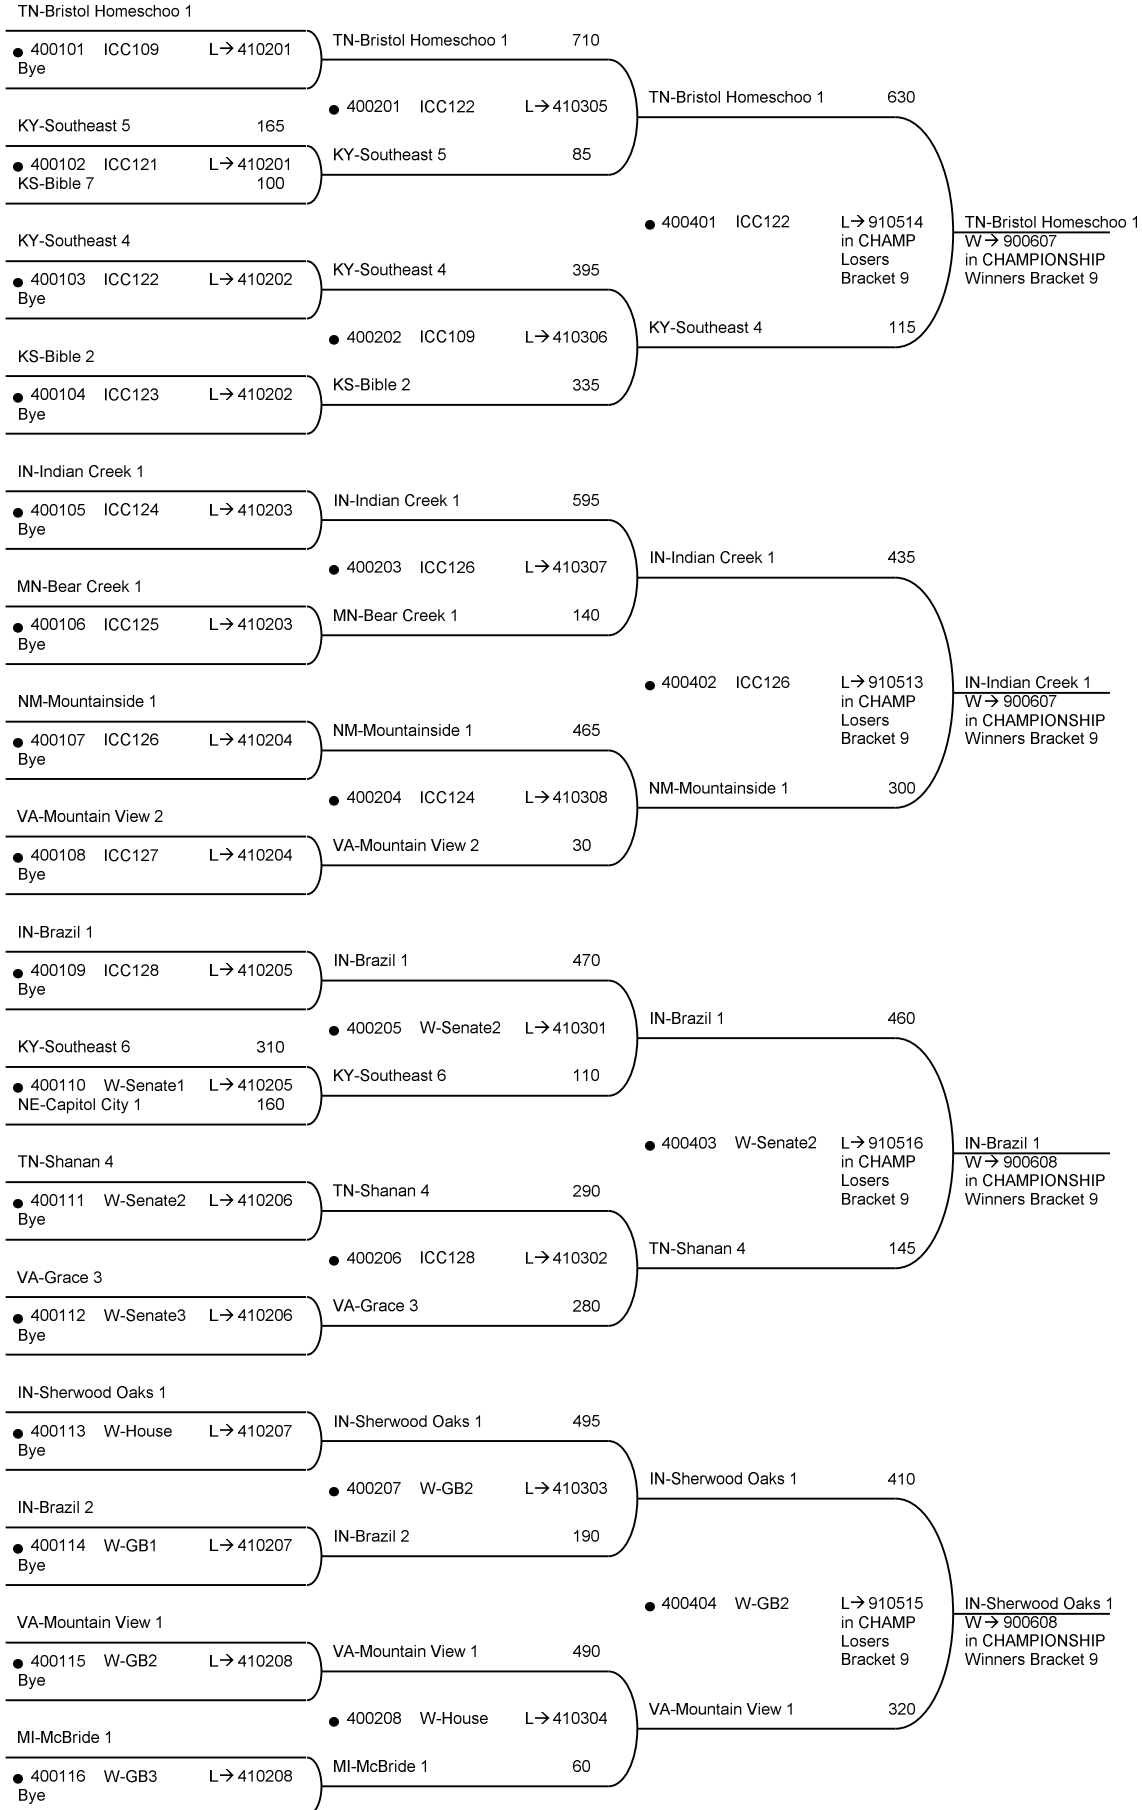 TN-Bristol Homeschoo 1
● 400101 ICC109 L→410201
Bye
KY-Southeast 5 165
● 400102 ICC121 L→410201
KS-Bible 7 100
KY-Southeast 4
● 400103 ICC122 L→410202
Bye
KS-Bible 2
● 400104 ICC123 L→410202
Bye
IN-Indian Creek 1
● 400105 ICC124 L→410203
Bye
MN-Bear Creek 1
● 400106 ICC125 L→410203
Bye
NM-Mountainside 1
● 400107 ICC126 L→410204
Bye
VA-Mountain View 2
● 400108 ICC127 L→410204
Bye
IN-Brazil 1
● 400109 ICC128 L→410205
Bye
KY-Southeast 6 310
● 400110 W-Senate1 L→410205
NE-Capitol City 1 160
TN-Shanan 4
● 400111 W-Senate2 L→410206
Bye
VA-Grace 3
● 400112 W-Senate3 L→410206
Bye
IN-Sherwood Oaks 1
● 400113 W-House L→410207
Bye
IN-Brazil 2
● 400114 W-GB1 L→410207
Bye
VA-Mountain View 1
● 400115 W-GB2 L→410208
Bye
MI-McBride 1
● 400116 W-GB3 L→410208
Bye
TN-Bristol Homeschoo 1 710
● 400201 ICC122 L→410305
KY-Southeast 5 85
KY-Southeast 4 395
● 400202 ICC109 L→410306
KS-Bible 2 335
IN-Indian Creek 1 595
● 400203 ICC126 L→410307
MN-Bear Creek 1 140
NM-Mountainside 1 465
● 400204 ICC124 L→410308
VA-Mountain View 2 30
IN-Brazil 1 470
● 400205 W-Senate2 L→410301
KY-Southeast 6 110
TN-Shanan 4 290
● 400206 ICC128 L→410302
VA-Grace 3 280
IN-Sherwood Oaks 1 495
● 400207 W-GB2 L→410303
IN-Brazil 2 190
VA-Mountain View 1 490
● 400208 W-House L→410304
MI-McBride 1 60
TN-Bristol Homeschoo 1 630
● 400401 ICC122 L→910514
in CHAMP
Losers
Bracket 9
KY-Southeast 4 115
IN-Indian Creek 1 435
● 400402 ICC126 L→910513
in CHAMP
Losers
Bracket 9
NM-Mountainside 1 300
IN-Brazil 1 460
● 400403 W-Senate2 L→910516
in CHAMP
Losers
Bracket 9
TN-Shanan 4 145
IN-Sherwood Oaks 1 410
● 400404 W-GB2 L→910515
in CHAMP
Losers
Bracket 9
VA-Mountain View 1 320
TN-Bristol Homeschoo 1
W→900607
in CHAMPIONSHIP
Winners Bracket 9
IN-Indian Creek 1
W→900607
in CHAMPIONSHIP
Winners Bracket 9
IN-Brazil 1
W→900608
in CHAMPIONSHIP
Winners Bracket 9
IN-Sherwood Oaks 1
W→900608
in CHAMPIONSHIP
Winners Bracket 9